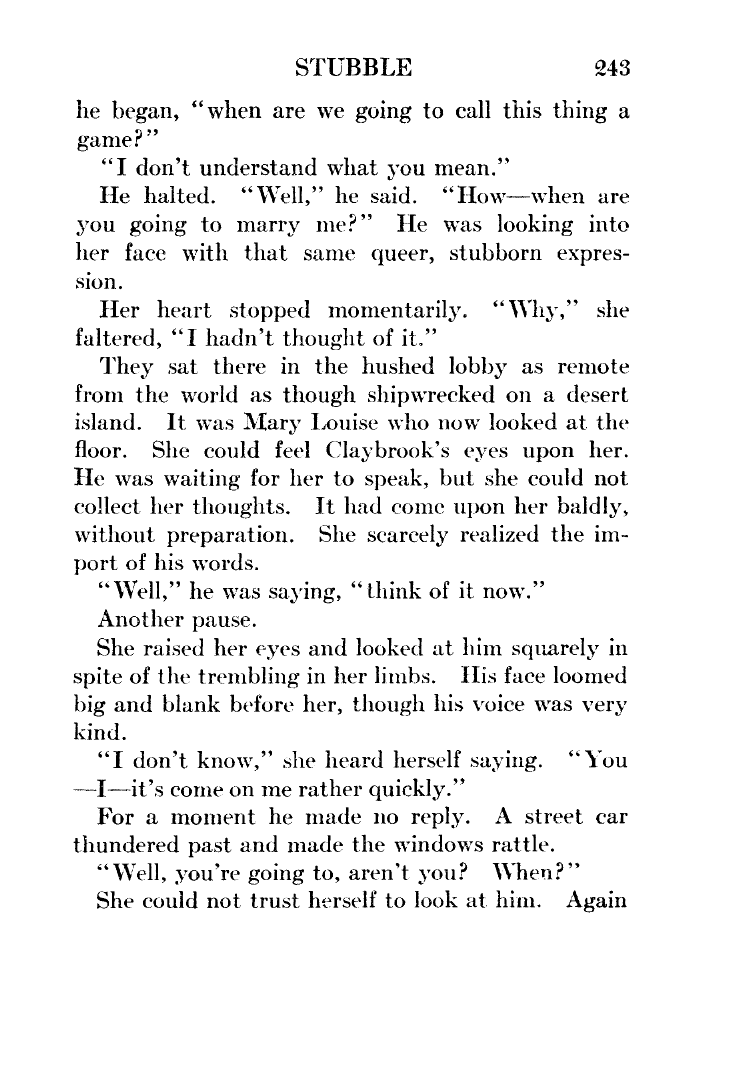 STUBBLE 243
he began, "when are we going to call this thing a
game?"
"I don't understand what you mean."
He halted. "Well," he said. "How—when are
you going to marry me?" He was looking into
her face with that same queer, stubborn expres-
sion.
Her heart stopped momentarily. "Why," she
faltered, "I hadn't thought of it."
They sat there in the hushed lobby as remote
from the world as though shipwrecked on a desert
island. It was Mary Louise who now looked at the
floor. She could feel Claybrook's eyes upon her.
He was waiting for her to speak, but she could not
collect her thoughts. It had come upon her baldly,
without preparation. She scarcely realized the im-
port of his words.
"Well," he was saying, "think of it now."
Another pause.
She raised her eyes and looked at him squarely in
spite of the trembling in her limbs. His face loomed
big and blank before her, though his voice was very
kind.
"I don't know," she heard herself saying. "You
—I—it's come on me rather quickly."
For a moment he made no reply. A street car
thundered past and made the windows rattle.
"Well, you're going to, aren't you? When?"
She could not trust herself to look at him. Again